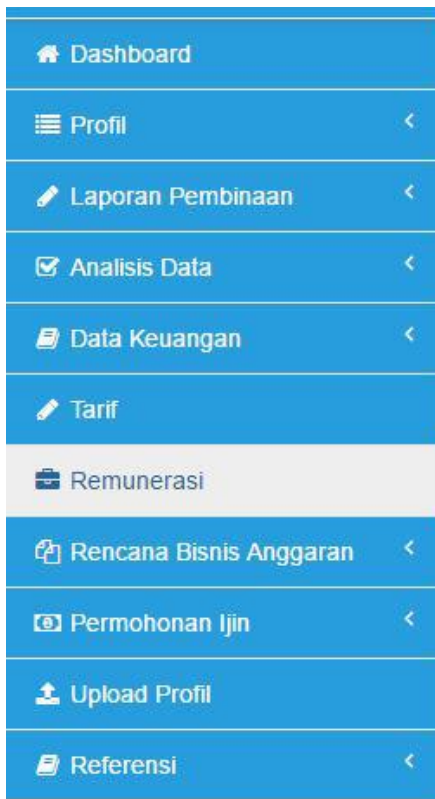 Dashboard
Profil
Laporan Pembinaan
Analisis Data
Data Keuangan
Tarif
Remunerasi
Rencana Bisnis Anggaran
Permohonan Ijin
Upload Profil
Referensi